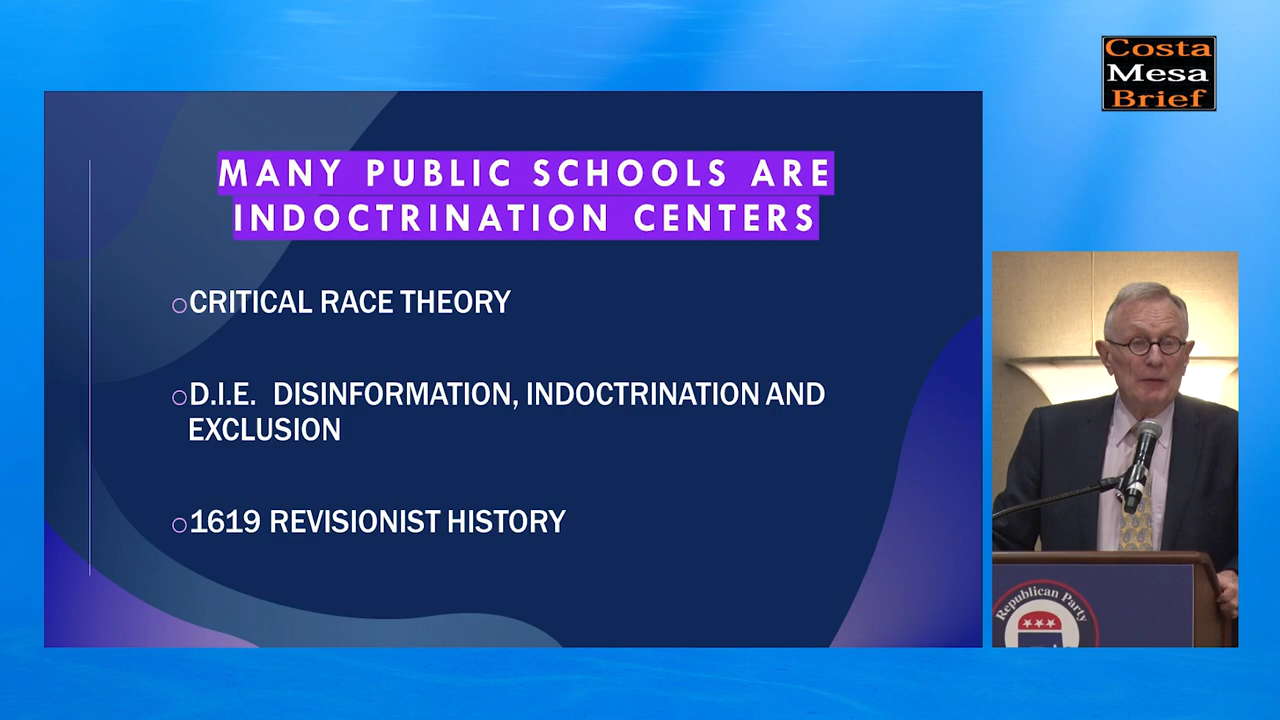 Costa
Mesa
Brief
MANY PUBLIC SCHOOLS ARE
INDOCTRINATION CENTERS
○CRITICAL RACE THEORY
○D.I.E.  DISINFORMATION, INDOCTRINATION AND
EXCLUSION
○1619 REVISIONIST HISTORY
Republican Party